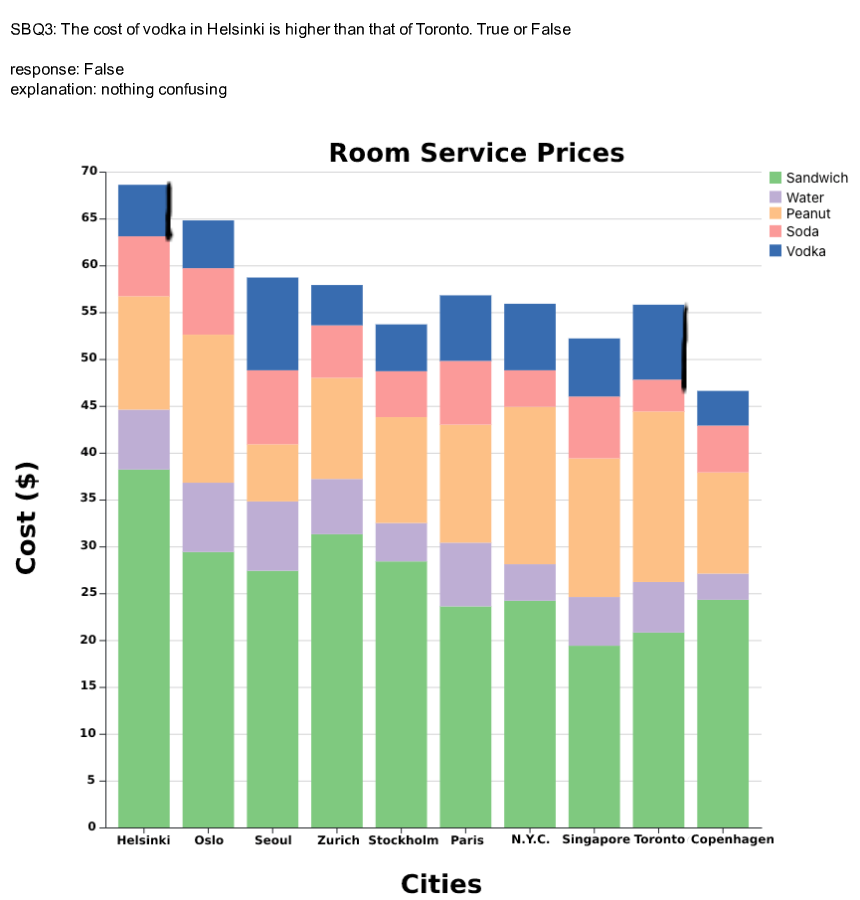 SBQ3: The cost of vodka in Helsinki is higher than that of Toronto. True or False
response: False
explanation: nothing confusing
Room Service Prices
70
65
60
55
50
45
40
35
30
25
20
15
10
5
0
Cost ($)
Sandwich
Water
Peanut
Soda
Vodka
Helsinki Oslo Seoul Zurich Stockholm Paris N.Y.C. Singapore Toronto Copenhagen
Cities